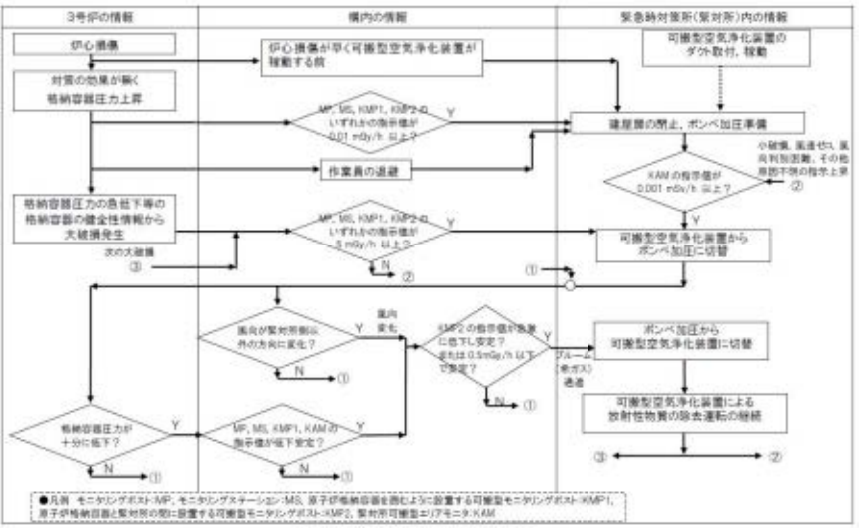 3号炉の情報
構内の情報
緊急時対策所(緊対所)内の情報
炉心損傷
対策の効果が無く
格納容器圧力上昇
格納容器圧力の急低下等の
格納容器の健全性情報から
大破損発生
次の大破損
③
格納容器圧力が
十分に低下?
Y
N
①
炉心損傷が早く可搬型空気浄化装置が
稼動する前
MP, MS, KMP1, KMP2の
いずれかの指示値が
0.01 mGy/h 以上?
Y
作業員の退避
MP, MS, KMP1, KMP2の
いずれかの指示値が
5 mGy/h 以上?
Y
N
②
風向が緊対所側以
外の方向に変化?
Y
N
①
風向
変化
MP, MS, KMP1, KAMの
指示値が低下安定?
Y
N
①
KMP2の指示値が急激
に低下し安定?
または0.5mGy/h以下
で安定?
Y
N
①
プルーム
(希ガス)
通過
可搬型空気浄化装置の
ダクト取付, 稼動
建屋扉の閉止, ボンベ加圧準備
KAMの指示値が
0.001 mSv/h 以上?
Y
小破損, 風速ゼロ, 風
向判別困難, その他
原因不明の指示上昇
②
可搬型空気浄化装置から
ボンベ加圧に切替
①
ボンベ加圧から
可搬型空気浄化装置に切替
可搬型空気浄化装置による
放射性物質の除去運転の継続
③
②
●凡例 モニタリングポスト:MP, モニタリングステーション:MS, 原子炉格納容器を囲むように設置する可搬型モニタリングポスト:KMP1,
原子炉格納容器と緊対所の間に設置する可搬型モニタリングポスト:KMP2, 緊対所可搬型エリアモニタ:KAM